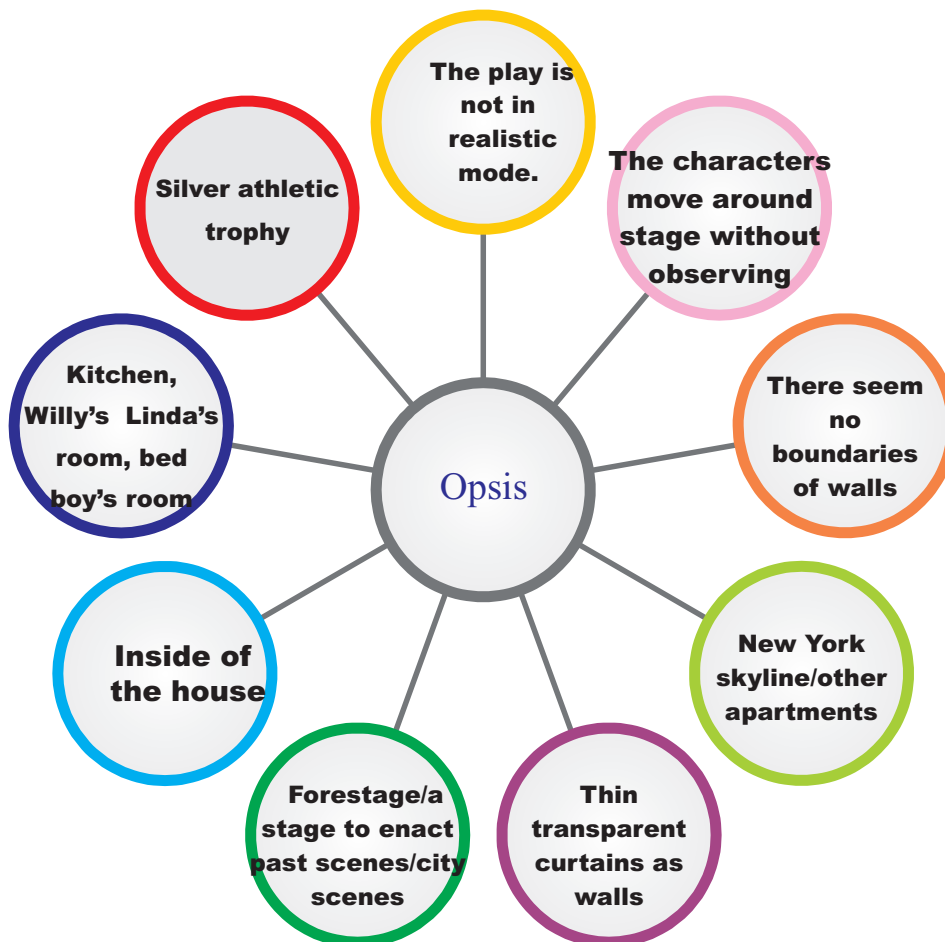 The play is
not in
realistic
mode.
The characters
move around
stage without
observing
There seem
no
boundaries
of walls
New York
skyline/other
apartments
Thin
transparent
curtains as
walls
Forestage/a
stage to enact
past scenes/city
scenes
Inside of
the house
Kitchen,
Willy's Linda's
room, bed
boy's room
Silver athletic
trophy
Opsis